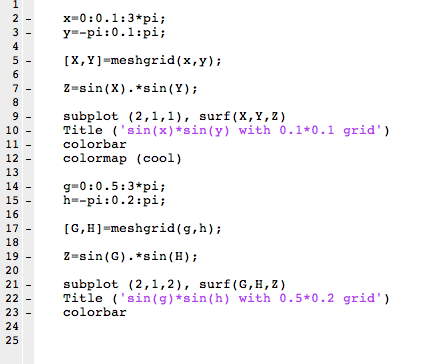 1
2 - x=0:0.1:3*pi;
3 - y=-pi:0.1:pi;
4
5 - [X,Y]=meshgrid(x,y);
6
7 - Z=sin(X).*sin(Y);
8
9 - subplot (2,1,1), surf(X,Y,Z)
10 - Title ('sin(x)*sin(y) with 0.1*0.1 grid')
11 - colorbar
12 - colormap (cool)
13
14 - g=0:0.5:3*pi;
15 - h=-pi:0.2:pi;
16
17 - [G,H]=meshgrid(g,h);
18
19 - Z=sin(G).*sin(H);
20
21 - subplot (2,1,2), surf(G,H,Z)
22 - Title ('sin(g)*sin(h) with 0.5*0.2 grid')
23 - colorbar
24
25